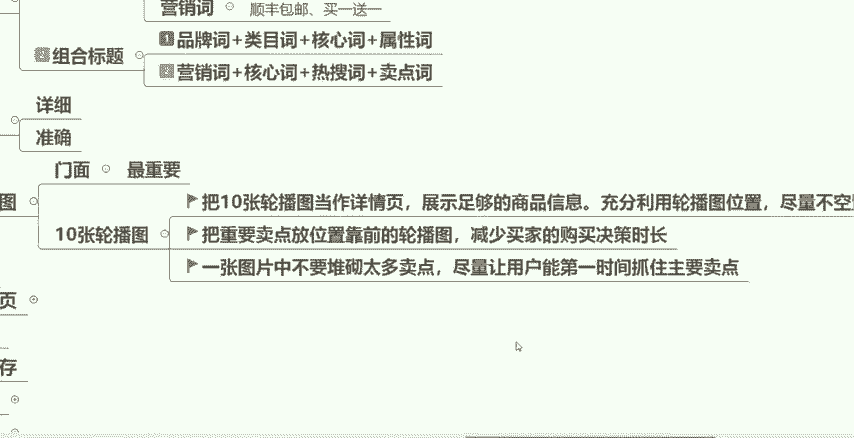 营销词 顺丰包邮、买一送一
组合标题
品牌词+类目词+核心词+属性词
营销词+核心词+热搜词+卖点词
详细
准确
门面 最重要
图
把10张轮播图当作详情页，展示足够的商品信息。充分利用轮播图位置，尽量不空
10张轮播图
把重要卖点放位置靠前的轮播图，减少买家的购买决策时长
一张图片中不要堆砌太多卖点，尽量让用户能第一时间抓住主要卖点
页
存